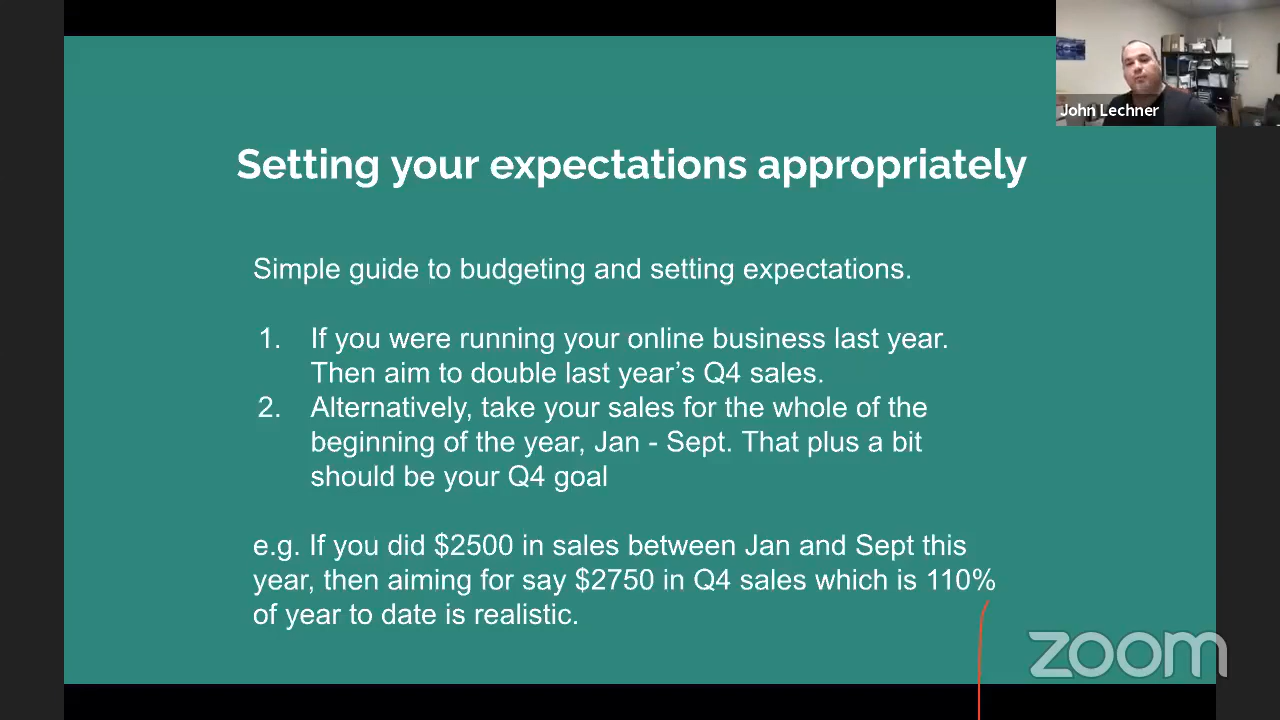 John Lechner
Setting your expectations appropriately
Simple guide to budgeting and setting expectations.
1. If you were running your online business last year.
Then aim to double last year’s Q4 sales.
2. Alternatively, take your sales for the whole of the
beginning of the year, Jan - Sept. That plus a bit
should be your Q4 goal
e.g. If you did $2500 in sales between Jan and Sept this
year, then aiming for say $2750 in Q4 sales which is 110%
of year to date is realistic.
zoom